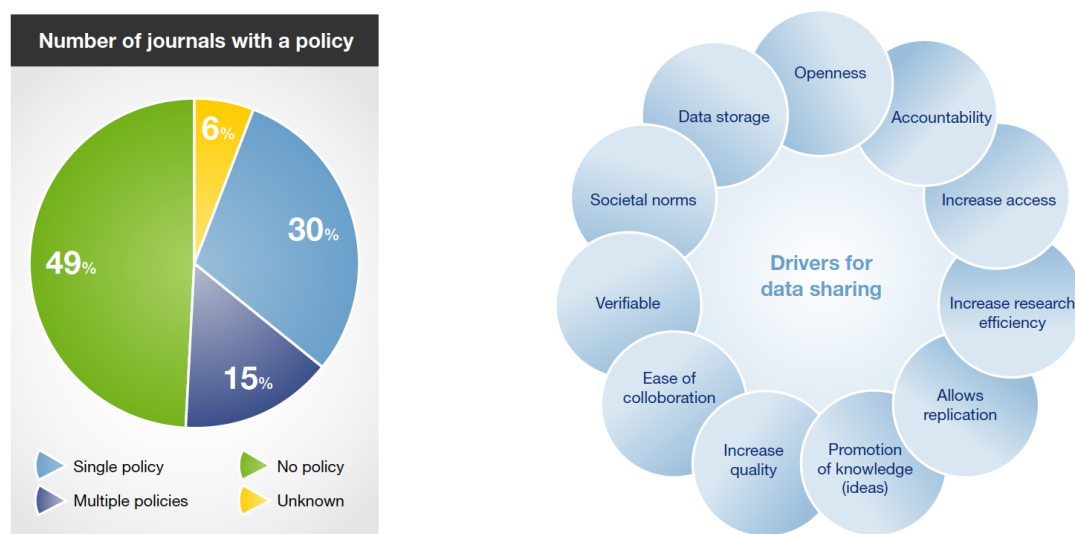 Number of journals with a policy
6%
30%
49%
15%
Single policy
No policy
Multiple policies
Unknown
Drivers for
data sharing
Openness
Accountability
Increase access
Increase research
efficiency
Allows
replication
Promotion
of knowledge
(ideas)
Increase
quality
Ease of
colloboration
Verifiable
Societal norms
Data storage